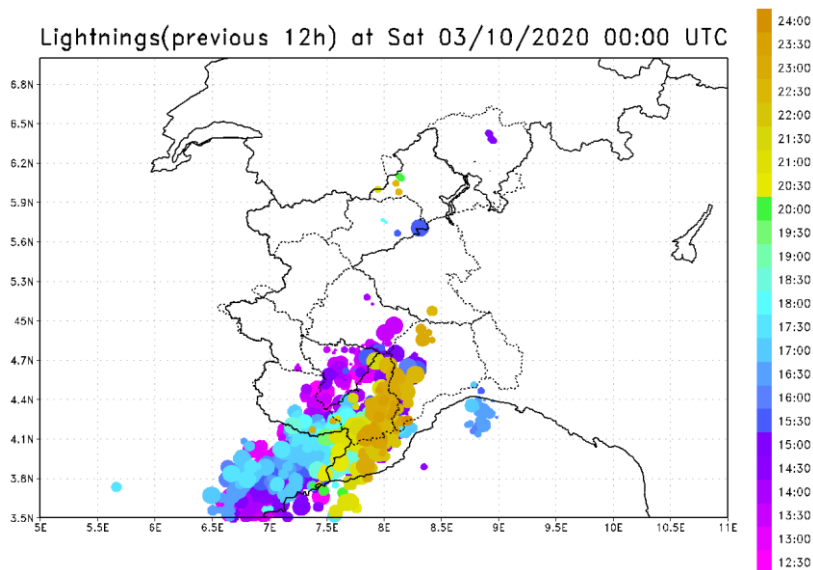 Lightnings(previous 12h) at Sat 03/10/2020 00:00 UTC
24:00
23:30
23:00
22:30
22:00
21:30
21:00
20:30
20:00
19:30
19:00
18:30
18:00
17:30
17:00
16:30
16:00
15:30
15:00
14:30
14:00
13:30
13:00
12:30
6.8N
6.5N
6.2N
5.9N
5.6N
5.3N
45N
4.7N
4.4N
4.1N
3.8N
3.5N
5E
5.5E
6E
6.5E
7E
7.5E
8E
8.5E
9E
9.5E
10E
10.5E
11E